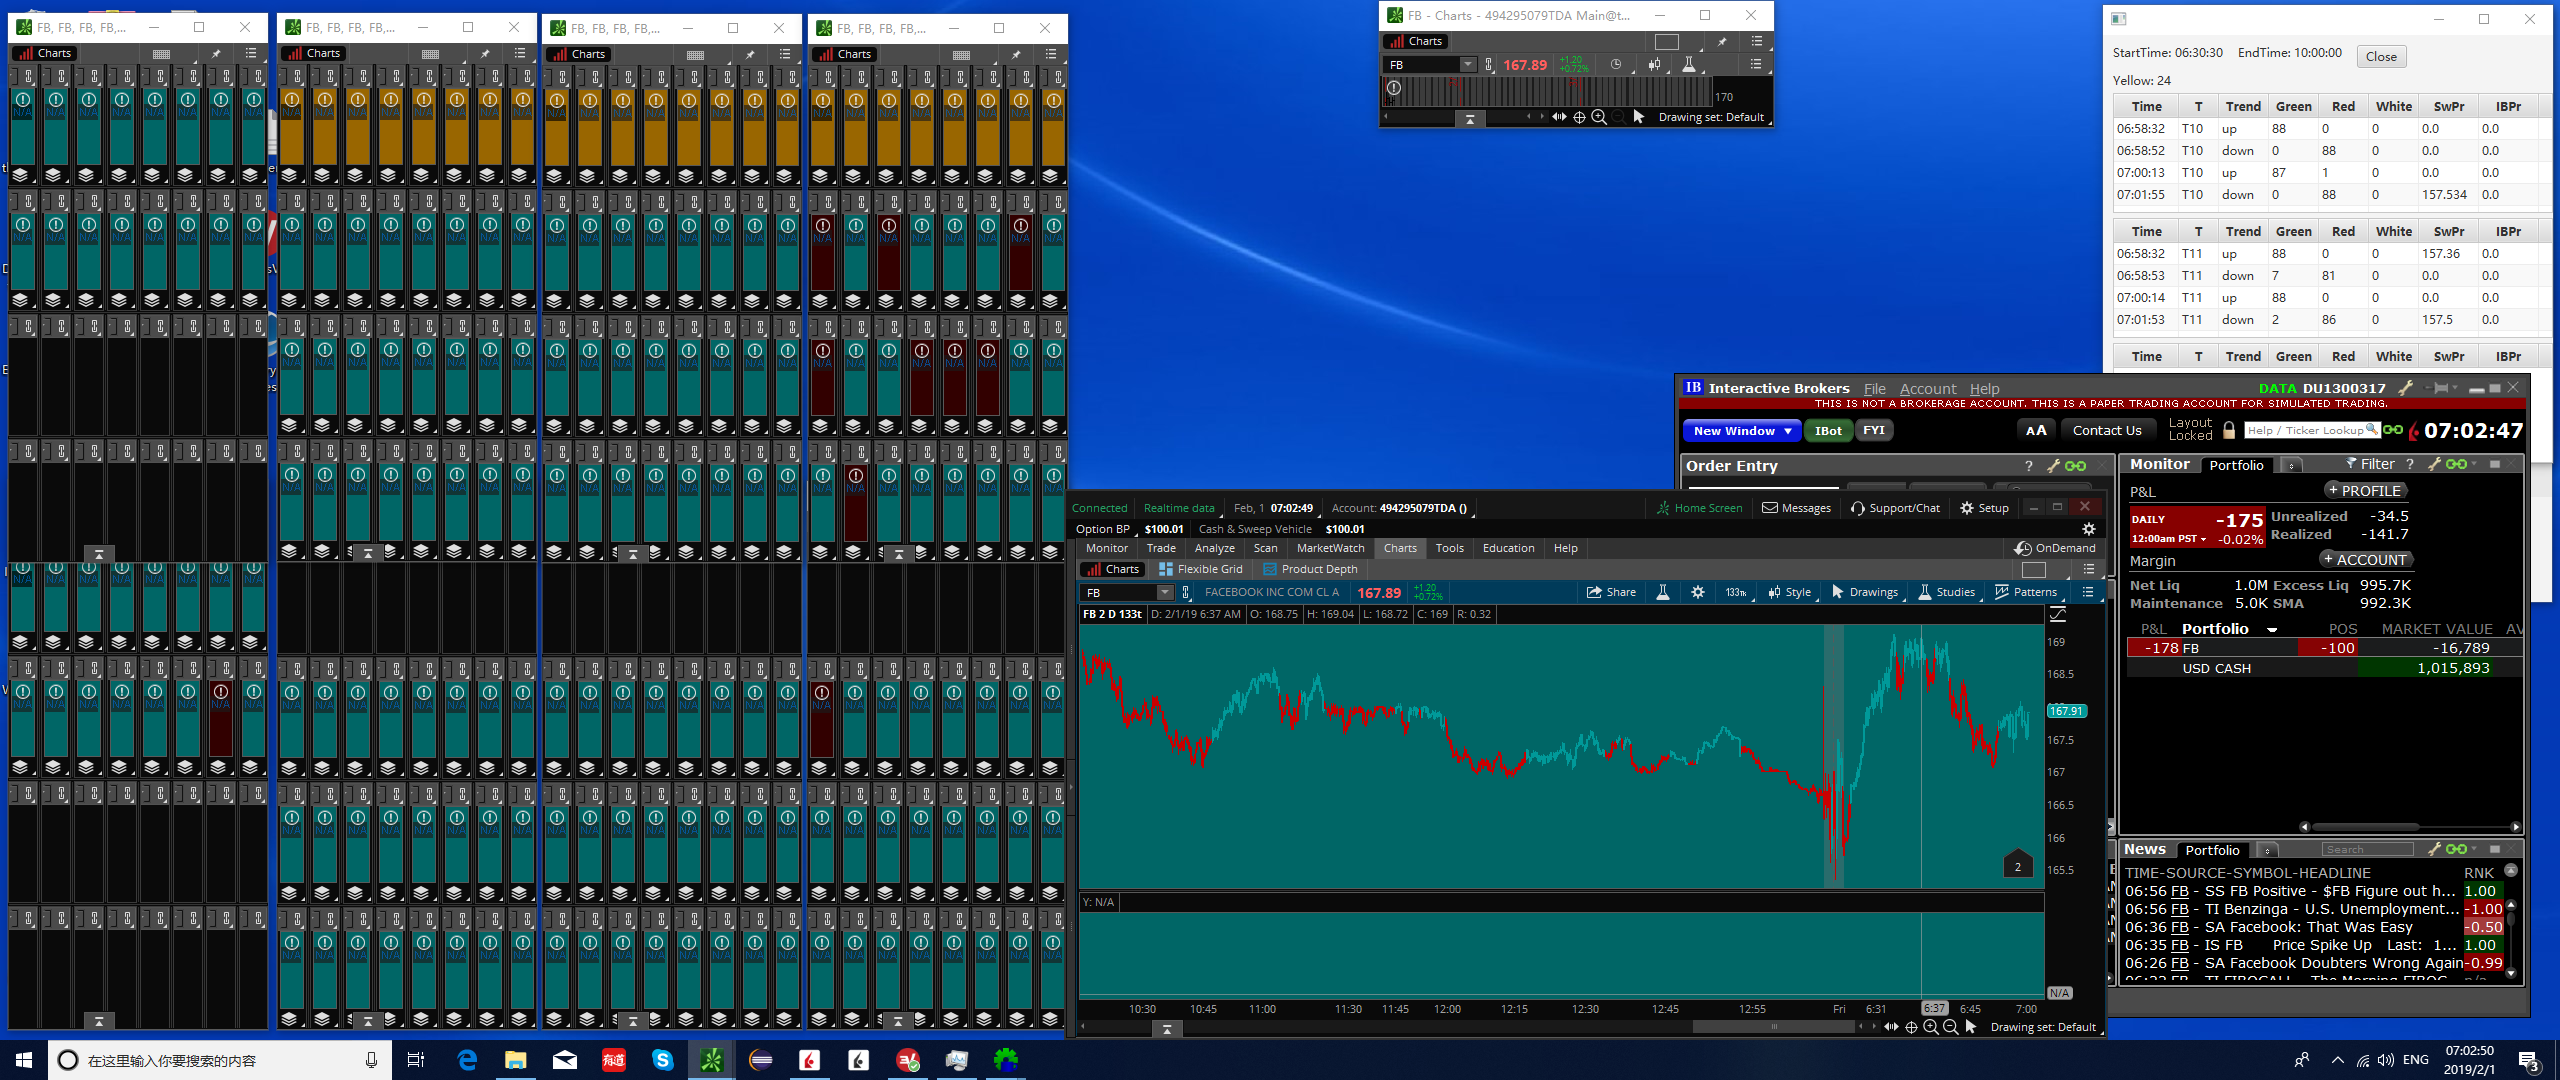 FB, FB, FB, FB,...
Charts
FB, FB, FB, FB,...
Charts
FB, FB, FB, FB,...
Charts
FB, FB, FB, FB,...
Charts
N/A
FB - Charts - 494295079TDA Main@t...
Charts
FB 167.89 +1.20 +0.72%
170
Drawing set: Default
StartTime: 06:30:30 EndTime: 10:00:00 Close
Yellow: 24
Time T Trend Green Red White SwPr IBPr
06:58:32 T10 up 88 0 0 0.0 0.0
06:58:52 T10 down 0 88 0 0.0 0.0
07:00:13 T10 up 87 1 0 0.0 0.0
07:01:55 T10 down 0 88 0 157.534 0.0
Time T Trend Green Red White SwPr IBPr
06:58:32 T11 up 88 0 0 157.36 0.0
06:58:53 T11 down 7 81 0 0.0 0.0
07:00:14 T11 up 88 0 0 0.0 0.0
07:01:53 T11 down 2 86 0 157.5 0.0
Time T Trend Green Red White SwPr IBPr
IB Interactive Brokers File Account Help DATA DU1300317
THIS IS NOT A BROKERAGE ACCOUNT. THIS IS A PAPER TRADING ACCOUNT FOR SIMULATED TRADING.
New Window IBot FYI AA Contact Us Layout Locked Help / Ticker Lookup 07:02:47
Order Entry ?
Monitor Portfolio Filter ?
P&L + PROFILE
DAILY -175 Unrealized -34.5
12:00am PST -0.02% Realized -141.7
Margin + ACCOUNT
Net Liq 1.0M Excess Liq 995.7K
Maintenance 5.0K SMA 992.3K
P&L Portfolio POS MARKET VALUE AV
-178 FB -100 -16,789
USD CASH 1,015,893
News Portfolio Search
TIME-SOURCE-SYMBOL-HEADLINE RNK
06:56 FB - SS FB Positive - $FB Figure out h... 1.00
06:56 FB - TI Benzinga - U.S. Unemployment... -1.00
06:36 FB - SA Facebook: That Was Easy -0.50
06:35 FB - IS FB Price Spike Up Last: 1... 1.00
06:26 FB - SA Facebook Doubters Wrong Again -0.99
Connected Realtime data Feb, 1 07:02:49 Account: 494295079TDA () Home Screen Messages Support/Chat Setup
Option BP $100.01 Cash & Sweep Vehicle $100.01
Monitor Trade Analyze Scan MarketWatch Charts Tools Education Help OnDemand
Charts Flexible Grid Product Depth
FB FACEBOOK INC COM CL A 167.89 +1.20 +0.72% Share 133Tk Style Drawings Studies Patterns
FB 2 D 133t D: 2/1/19 6:37 AM O: 168.75 H: 169.04 L: 168.72 C: 169 R: 0.32
169
168.5
167.91
167.5
167
166.5
166
165.5
2
Y: N/A
N/A
10:30 10:45 11:00 11:30 11:45 12:00 12:15 12:30 12:45 12:55 Fri 6:31 6:37 6:45 7:00
Drawing set: Default
在这里输入你要搜索的内容
ENG
07:02:50
2019/2/1
3